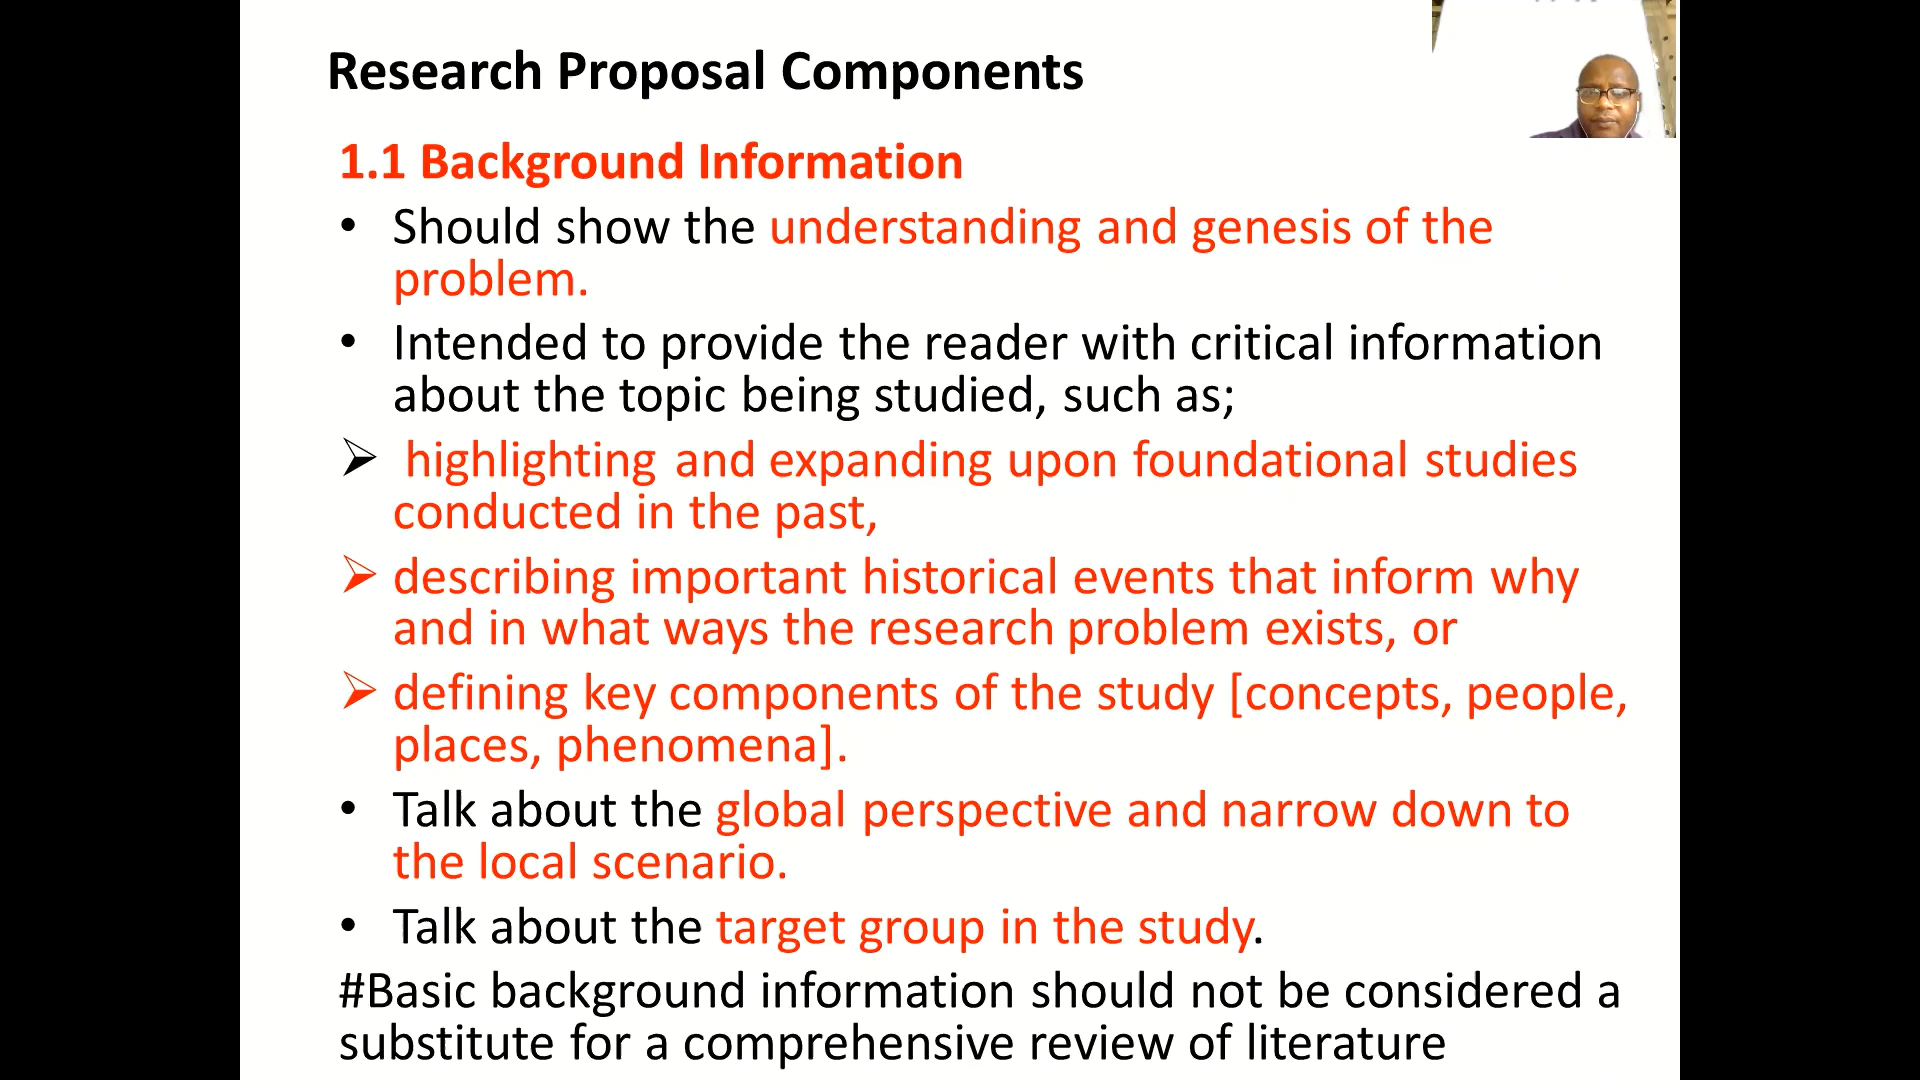 Research Proposal Components
1.1 Background Information
• Should show the understanding and genesis of the
problem.
• Intended to provide the reader with critical information
about the topic being studied, such as;
➢ highlighting and expanding upon foundational studies
conducted in the past,
➢ describing important historical events that inform why
and in what ways the research problem exists, or
➢ defining key components of the study [concepts, people,
places, phenomena].
• Talk about the global perspective and narrow down to
the local scenario.
• Talk about the target group in the study.
#Basic background information should not be considered a
substitute for a comprehensive review of literature